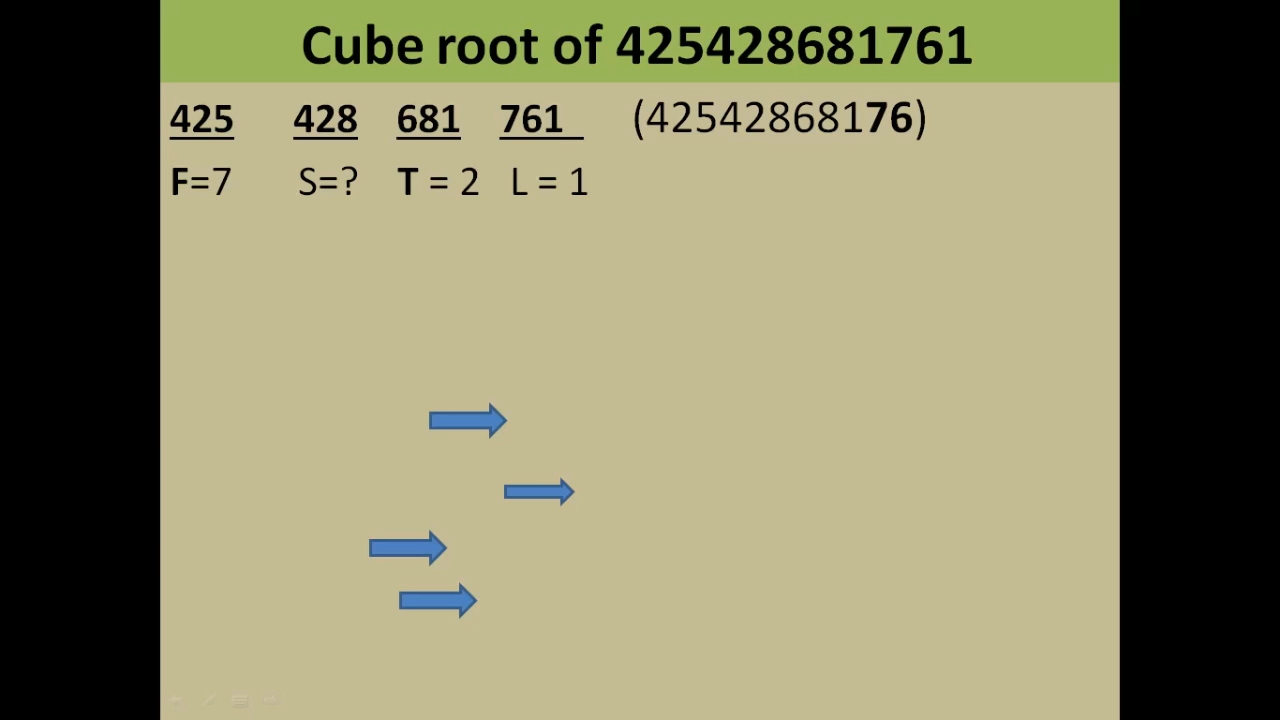 Cube root of 425428681761
425 428 681 761 (42542868176)
F=7 S=? T = 2 L = 1